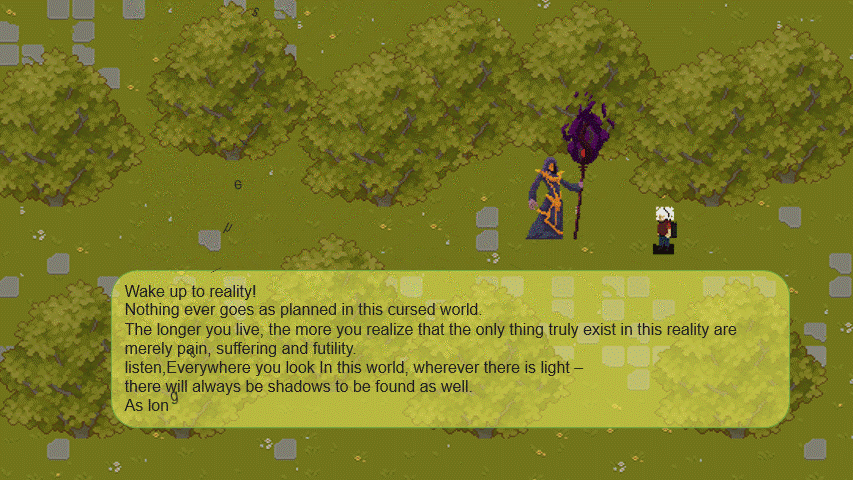 S
G
Wake up to reality!
Nothing ever goes as planned in this cursed world.
The longer you live, the more you realize that the only thing truly exist in this reality are
merely pain, suffering and futility.
listen,Everywhere you look In this world, wherever there is light –
there will always be shadows to be found as well.
As long